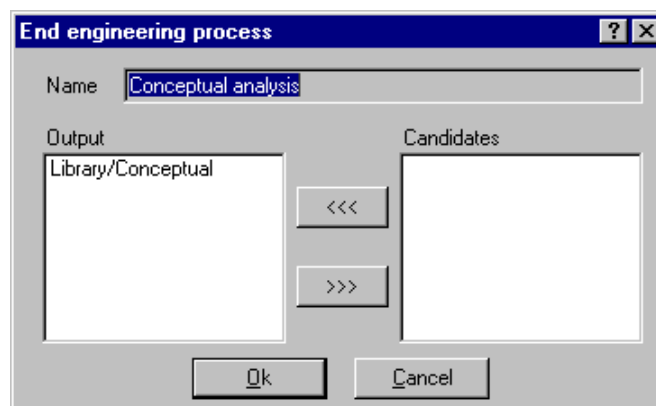 End engineering process
Name Conceptual analysis
Output Candidates
Library/Conceptual
<<<
>>>
Ok Cancel